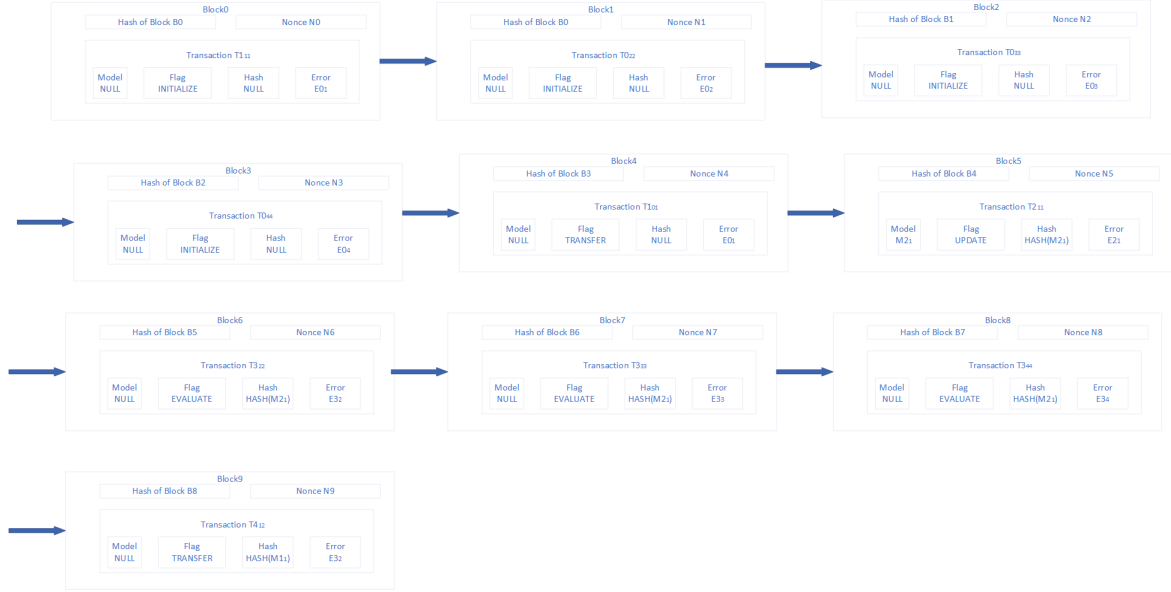 Block0
Hash of Block B0 Nonce N0
Transaction T1₁₁
Model Flag Hash Error
NULL INITIALIZE NULL E0₁
Block1
Hash of Block B0 Nonce N1
Transaction T0₂₂
Model Flag Hash Error
NULL INITIALIZE NULL E0₂
Block2
Hash of Block B1 Nonce N2
Transaction T0₃₃
Model Flag Hash Error
NULL INITIALIZE NULL E0₃
Block3
Hash of Block B2 Nonce N3
Transaction T0₄₄
Model Flag Hash Error
NULL INITIALIZE NULL E0₄
Block4
Hash of Block B3 Nonce N4
Transaction T1₀₁
Model Flag Hash Error
NULL TRANSFER NULL E0₁
Block5
Hash of Block B4 Nonce N5
Transaction T2₁₁
Model Flag Hash Error
M2₁ UPDATE HASH(M2₁) E2₁
Block6
Hash of Block B5 Nonce N6
Transaction T3₂₂
Model Flag Hash Error
NULL EVALUATE HASH(M2₁) E3₂
Block7
Hash of Block B6 Nonce N7
Transaction T3₃₃
Model Flag Hash Error
NULL EVALUATE HASH(M2₁) E3₃
Block8
Hash of Block B7 Nonce N8
Transaction T3₄₄
Model Flag Hash Error
NULL EVALUATE HASH(M2₁) E3₄
Block9
Hash of Block B8 Nonce N9
Transaction T4₁₂
Model Flag Hash Error
NULL TRANSFER HASH(M1₁) E3₂